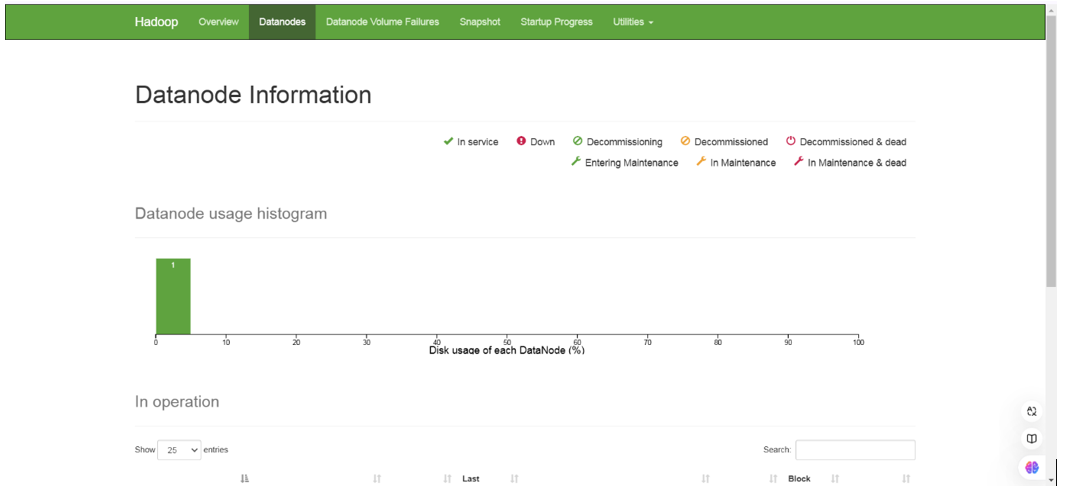 Hadoop Overview Datanodes Datanode Volume Failures Snapshot Startup Progress Utilities
Datanode Information
In service Down Decommissioning Decommissioned Decommissioned & dead
Entering Maintenance In Maintenance In Maintenance & dead
Datanode usage histogram
1
0 10 20 30 40 50 60 70 80 90 100
Disk usage of each DataNode (%)
In operation
Show 25 entries Search:
Last Block